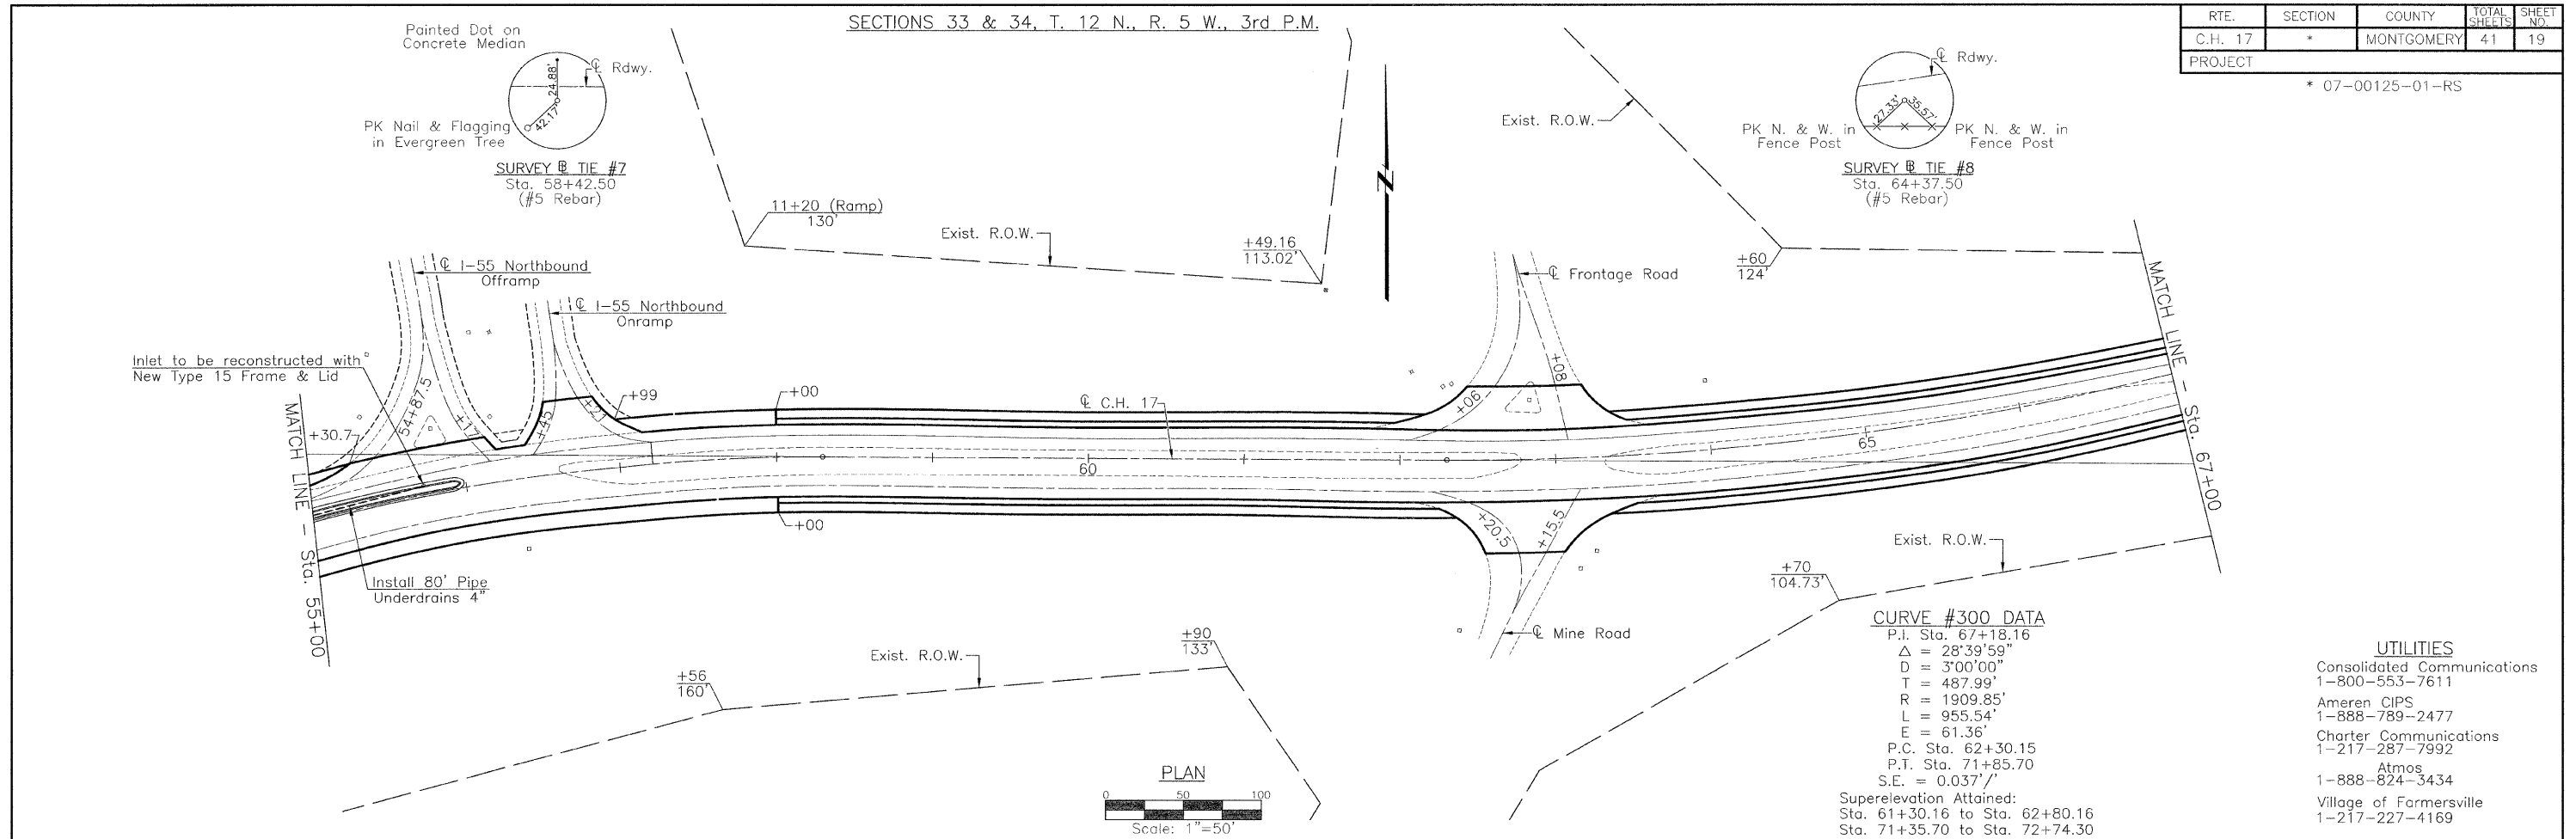 SECTIONS 33 & 34, T. 12 N., R. 5 W., 3rd P.M.
RTE. SECTION COUNTY TOTAL SHEETS SHEET NO.
C.H. 17 * MONTGOMERY 41 19
PROJECT
* 07-00125-01-RS
Painted Dot on
Concrete Median
℄ Rdwy.
24.88'
42.17'
PK Nail & Flagging
in Evergreen Tree
SURVEY ℄ TIE #7
Sta. 58+42.50
(#5 Rebar)
℄ Rdwy.
27.33'
35.57'
PK N. & W. in
Fence Post
PK N. & W. in
Fence Post
SURVEY ℄ TIE #8
Sta. 64+37.50
(#5 Rebar)
Exist. R.O.W.
11+20 (Ramp)
130'
Exist. R.O.W.
+49.16
113.02'
N
+60
124'
℄ I-55 Northbound
Offramp
℄ I-55 Northbound
Onramp
℄ Frontage Road
Inlet to be reconstructed with
New Type 15 Frame & Lid
MATCH LINE - Sta. 55+00
+30.7
54+87.5
+17
+45
+27
+99
+00
℄ C.H. 17
+06
+08
60
65
MATCH LINE - Sta. 67+00
+00
+20.5
+15.5
Install 80' Pipe
Underdrains 4"
℄ Mine Road
Exist. R.O.W.
+70
104.73'
+90
133'
Exist. R.O.W.
+56
160'
PLAN
0 50 100
Scale: 1"=50'
CURVE #300 DATA
P.I. Sta. 67+18.16
Δ = 28°39'59"
D = 3°00'00"
T = 487.99'
R = 1909.85'
L = 955.54'
E = 61.36'
P.C. Sta. 62+30.15
P.T. Sta. 71+85.70
S.E. = 0.037'/'
Superelevation Attained:
Sta. 61+30.16 to Sta. 62+80.16
Sta. 71+35.70 to Sta. 72+74.30
UTILITIES
Consolidated Communications
1-800-553-7611
Ameren CIPS
1-888-789-2477
Charter Communications
1-217-287-7992
Atmos
1-888-824-3434
Village of Farmersville
1-217-227-4169